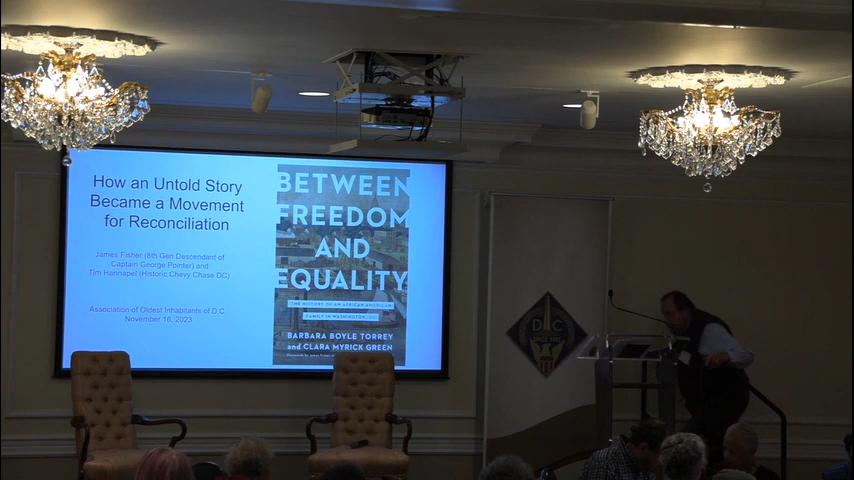 How an Untold Story
Became a Movement
for Reconciliation
James Fisher (8th Gen Descendant of
Captain George Pointer) and
Tim Hannapel (Historic Chevy Chase DC)
Association of Oldest Inhabitants of D.C
November 16, 2023
BETWEEN
FREEDOM
AND
EQUALITY
THE HISTORY OF AN AFRICAN AMERICAN
FAMILY IN WASHINGTON, DC
BARBARA BOYLE TORREY
and CLARA MYRICK GREEN
D C